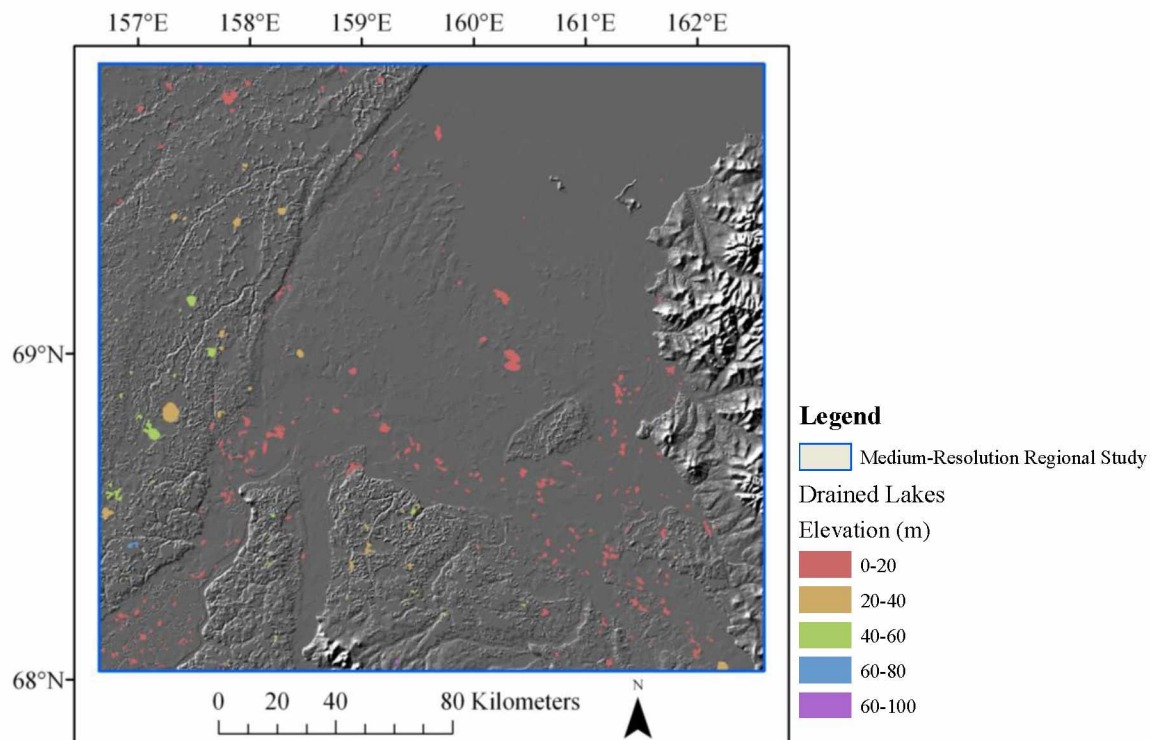 157°E 158°E 159°E 160°E 161°E 162°E
69°N
68°N
0 20 40 80 Kilometers
N
Legend
Medium-Resolution Regional Study
Drained Lakes
Elevation (m)
0-20
20-40
40-60
60-80
60-100